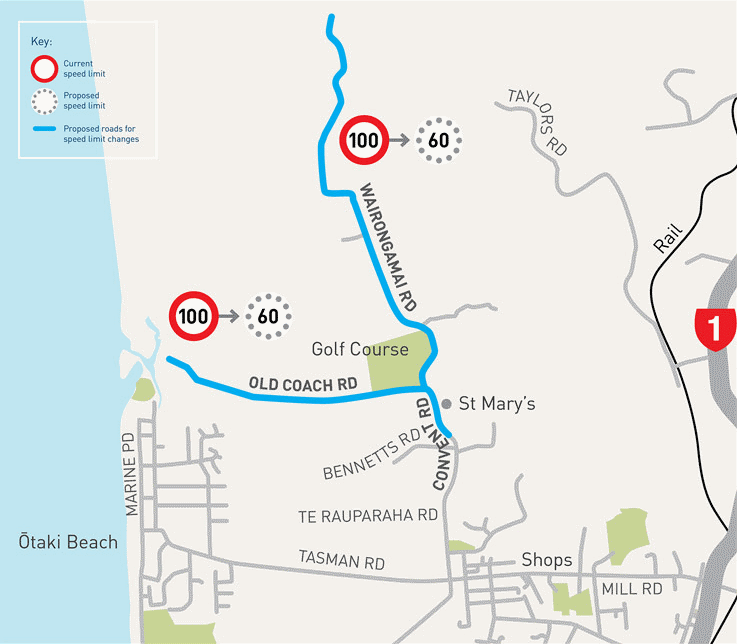 Key:
Current
speed limit
Proposed
speed limit
Proposed roads for
speed limit changes
100
60
TAYLORS RD
WAIRONGAMAI RD
Rail
1
100
60
Golf Course
OLD COACH RD
St Mary's
CONVENT RD
BENNETTS RD
MARINE PD
TE RAUPARAHA RD
Ōtaki Beach
TASMAN RD
Shops
MILL RD